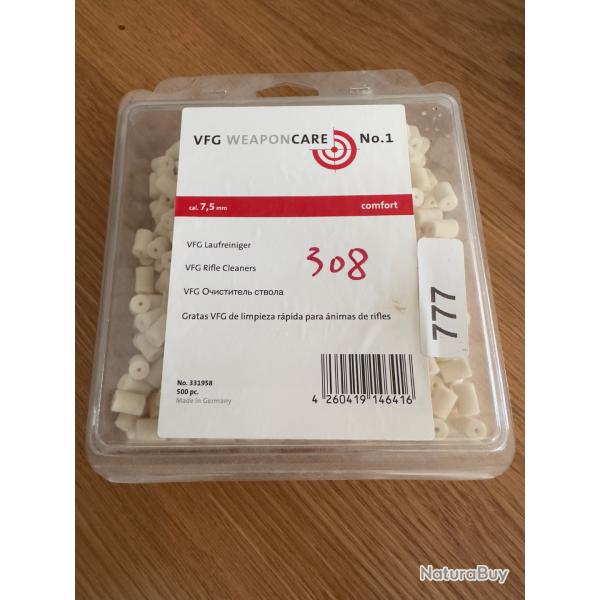 VFG WEAPONCARE No.1
cal. 7,5 mm comfort
VFG Laufreiniger
VFG Rifle Cleaners
VFG Очиститель ствола
Gratas VFG de limpieza rápida para ánimas de rifles
308
777
No. 331958
500 pc.
Made in Germany
4 260419 146416
NaturaBuy